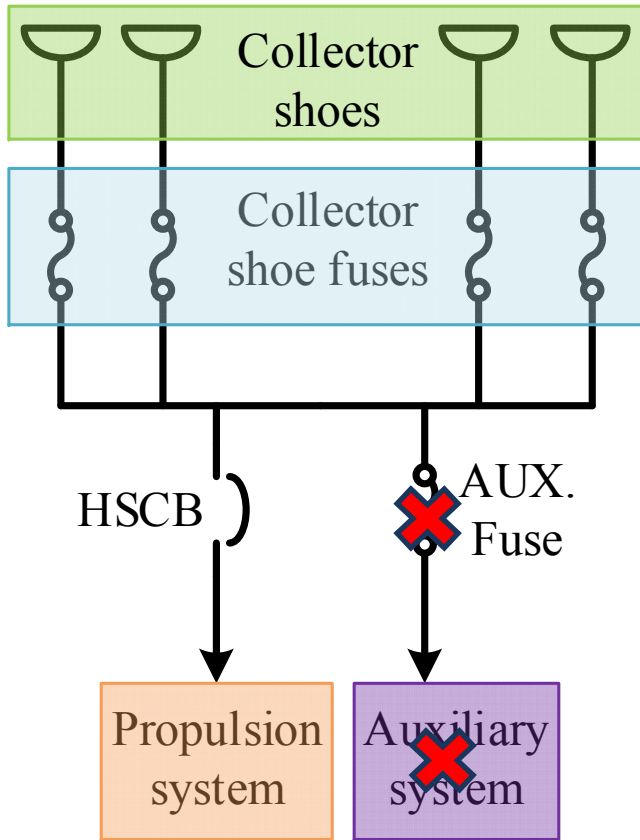 Collector
shoes
Collector
shoe fuses
HSCB
AUX.
Fuse
Propulsion
system
Auxiliary
system